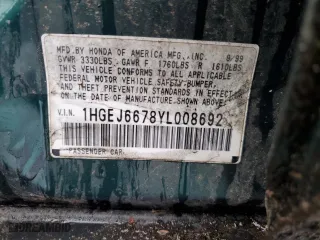 MFD.BY HONDA OF AMERICA MFG.,INC. 8/99
GVWR 3330LBS GAWR F 1760LBS R 1610LBS
THIS VEHICLE CONFORMS TO ALL APPLICABLE
FEDERAL MOTOR VEHICLE SAFETY,BUMPER,
AND THEFT PREVENTION STANDARDS IN EFFECT
ON THE DATE OF MANUFACTURE SHOWN ABOVE.
V.I.N. 1HGEJ6678YL008692
PASSENGER CAR